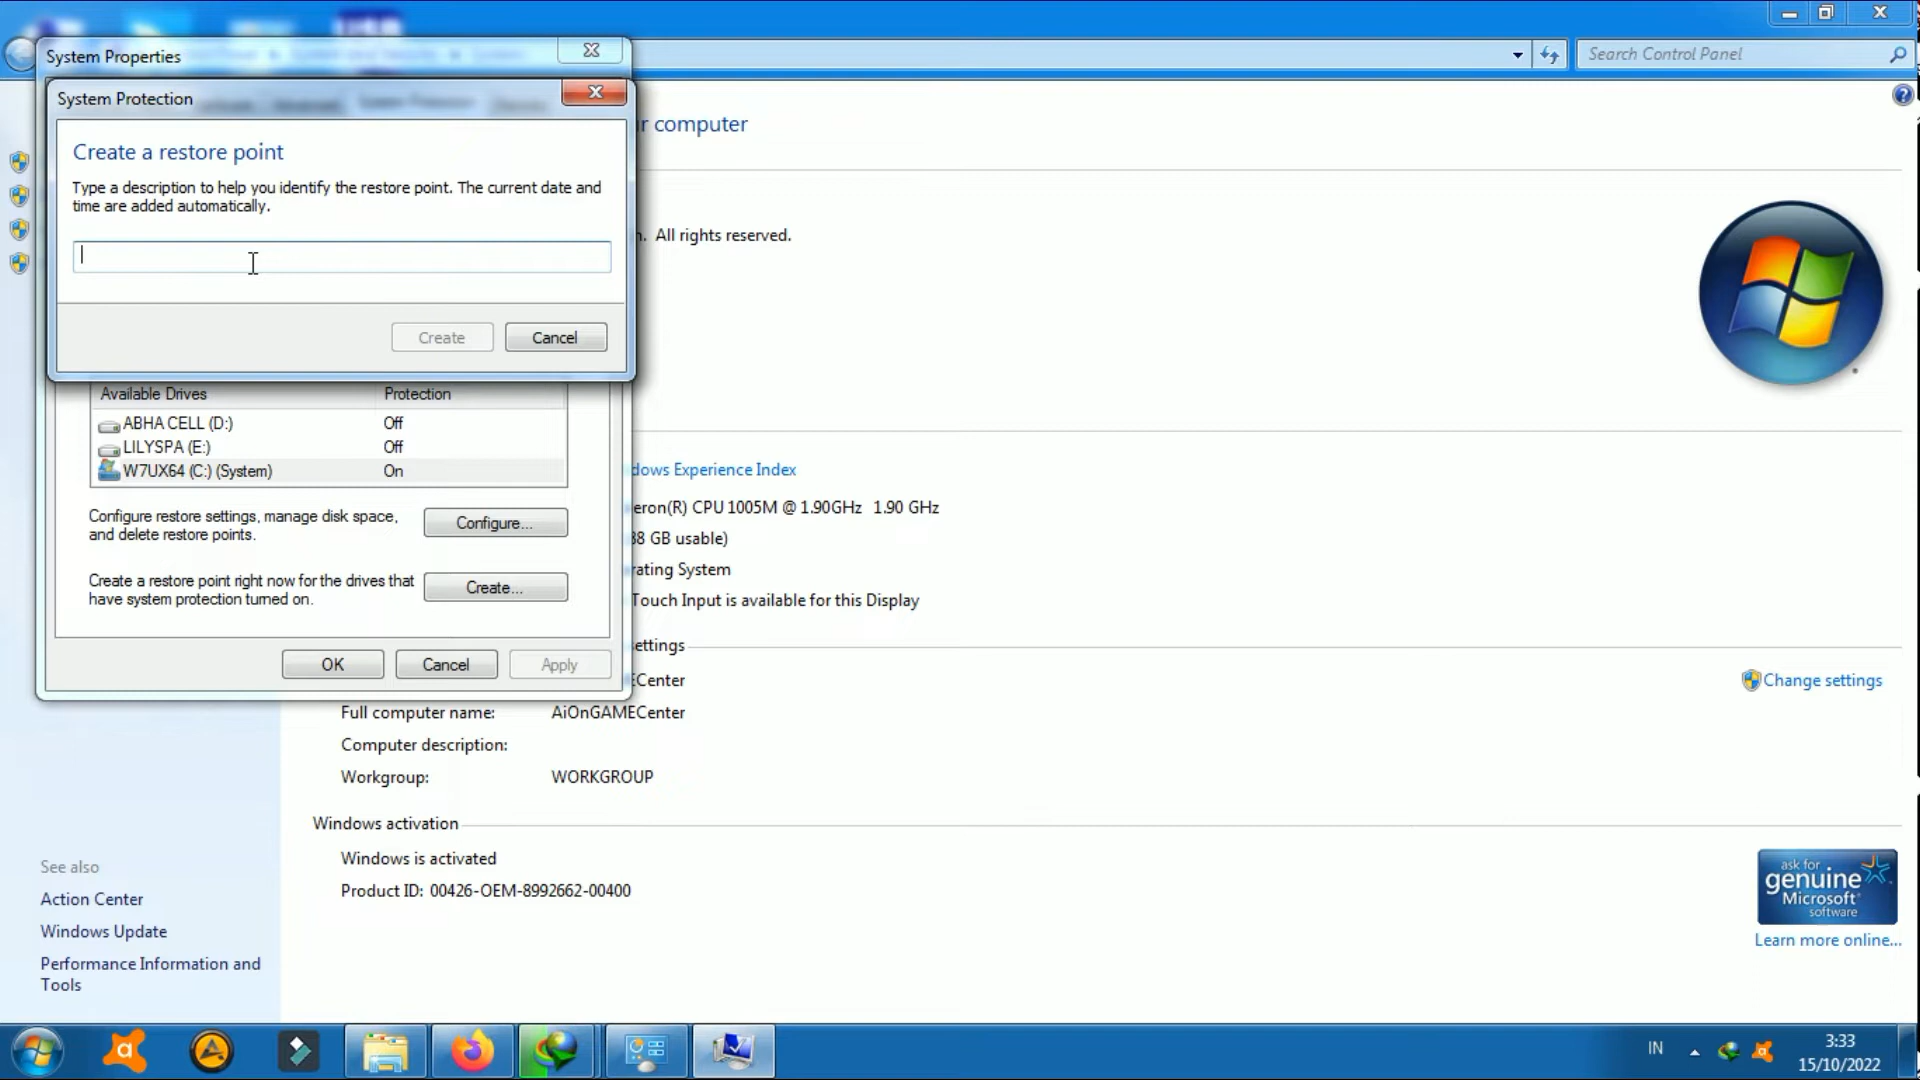 System Properties
Search Control Panel
System Protection
r computer
Create a restore point
Type a description to help you identify the restore point. The current date and
time are added automatically.
All rights reserved.
Create
Cancel
Available Drives Protection
ABHA CELL (D:) Off
LILYSPA (E:) Off
W7UX64 (C:) (System) On
dows Experience Index
Configure restore settings, manage disk space,
and delete restore points.
Configure...
eron(R) CPU 1005M @ 1.90GHz 1.90 GHz
88 GB usable)
rating System
Create a restore point right now for the drives that
have system protection turned on.
Create...
Touch Input is available for this Display
ettings
OK
Cancel
Apply
ECenter
Change settings
Full computer name: AiOnGAMECenter
Computer description:
Workgroup: WORKGROUP
Windows activation
Windows is activated
Product ID: 00426-OEM-8992662-00400
See also
Action Center
Windows Update
Performance Information and
Tools
ask for
genuine
Microsoft
software
Learn more online...
IN
3:33
15/10/2022